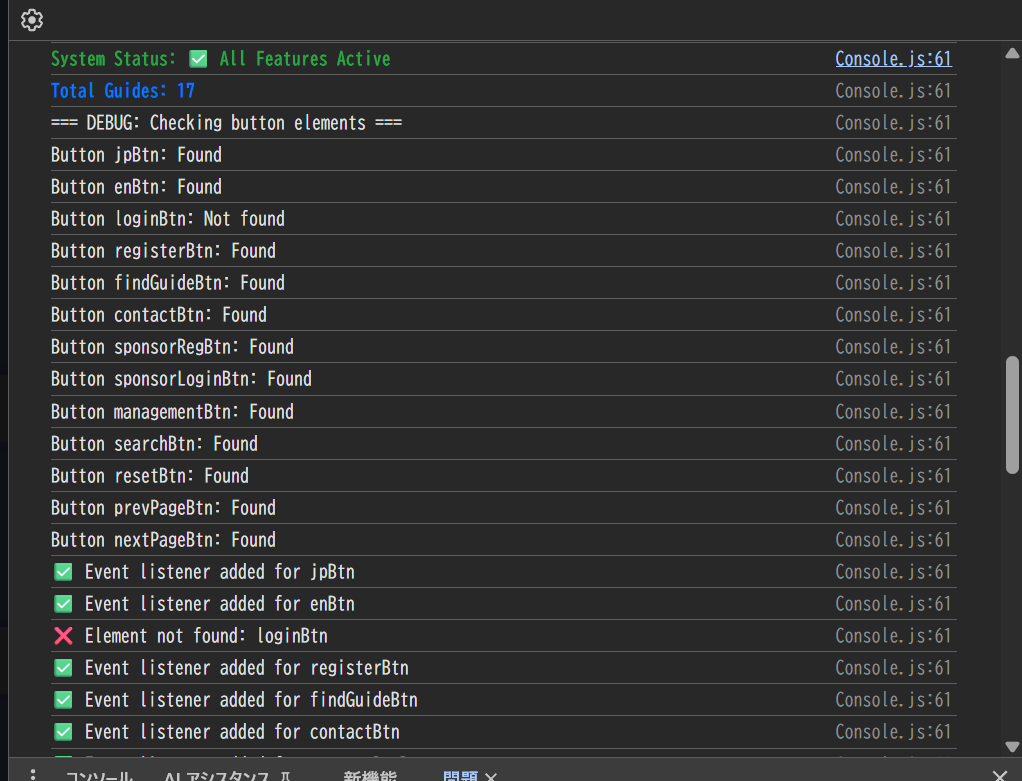 System Status: ✅ All Features Active Console.js:61
Total Guides: 17 Console.js:61
=== DEBUG: Checking button elements === Console.js:61
Button jpBtn: Found Console.js:61
Button enBtn: Found Console.js:61
Button loginBtn: Not found Console.js:61
Button registerBtn: Found Console.js:61
Button findGuideBtn: Found Console.js:61
Button contactBtn: Found Console.js:61
Button sponsorRegBtn: Found Console.js:61
Button sponsorLoginBtn: Found Console.js:61
Button managementBtn: Found Console.js:61
Button searchBtn: Found Console.js:61
Button resetBtn: Found Console.js:61
Button prevPageBtn: Found Console.js:61
Button nextPageBtn: Found Console.js:61
✅ Event listener added for jpBtn Console.js:61
✅ Event listener added for enBtn Console.js:61
❌ Element not found: loginBtn Console.js:61
✅ Event listener added for registerBtn Console.js:61
✅ Event listener added for findGuideBtn Console.js:61
✅ Event listener added for contactBtn Console.js:61
コンソール AI アシスタンス 新機能 問題